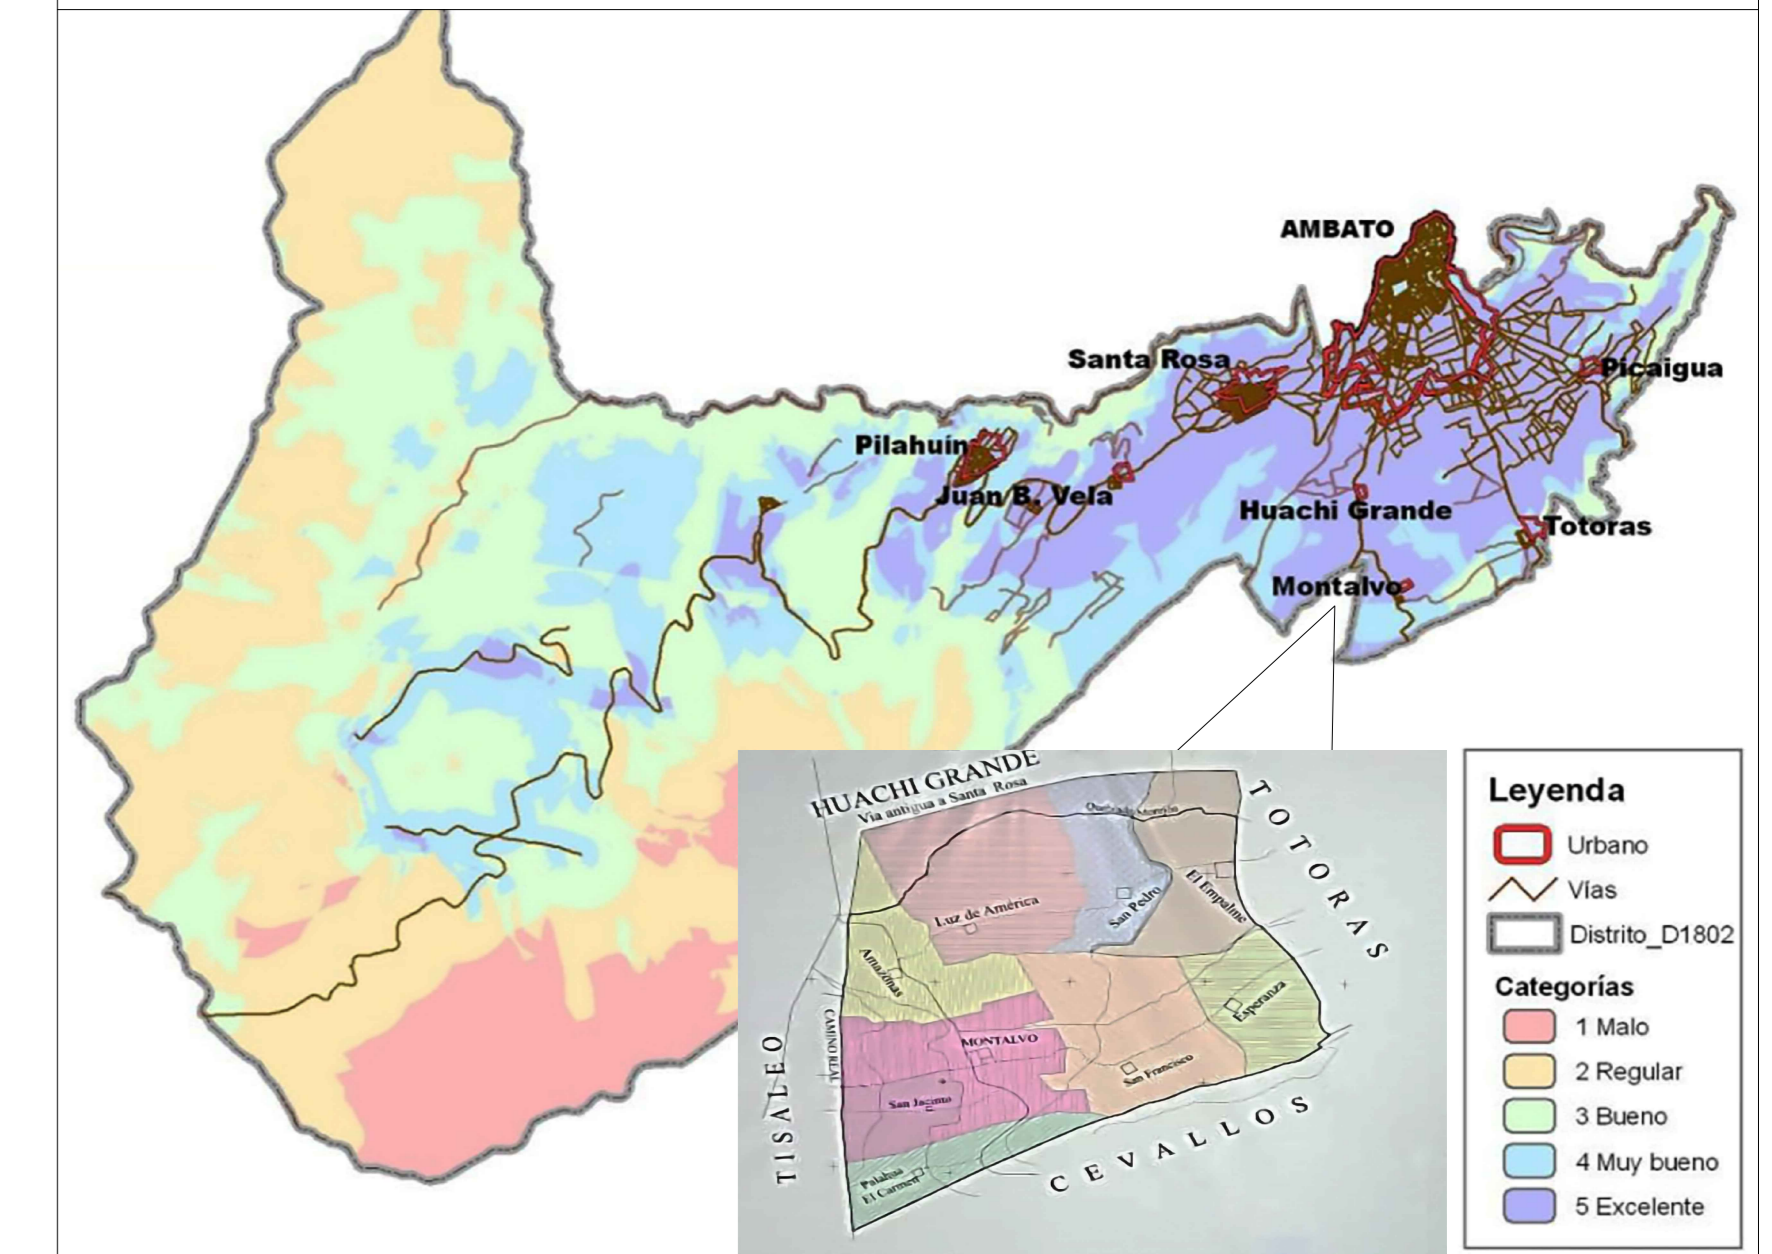 AMBATO
Santa Rosa
Picaigua
Pilahuín
Juan B. Vela
Huachi Grande
Totoras
Montalvo
HUACHI GRANDE
Via antigua a Santa Rosa
TOTORAS
Luz de América
San Pedro
El Empalme
Amazonas
Esperanza
CAMINO REAL
MONTALVO
San Francisco
San Jacinto
TISALEO
CEVALLOS
Palahua
El Carmen
Leyenda
Urbano
Vías
Distrito_D1802
Categorías
1 Malo
2 Regular
3 Bueno
4 Muy bueno
5 Excelente